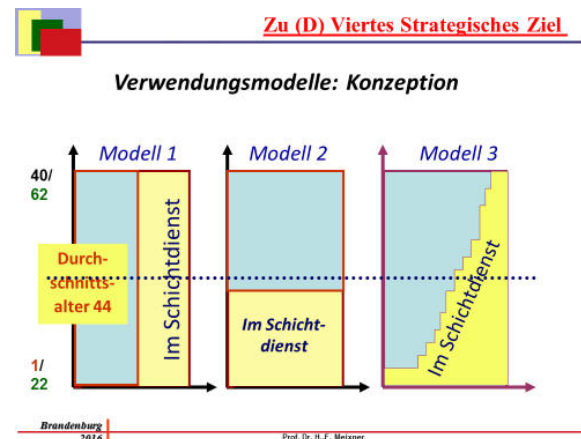 Zu (D) Viertes Strategisches Ziel
Verwendungsmodelle: Konzeption
Modell 1
Modell 2
Modell 3
40/
62
Durch-
schnitts-
alter 44
1/
22
Im Schichtdienst
Im Schicht-
dienst
Im Schichtdienst
Brandenburg
2016
Prof. Dr. H.-E. Meixner